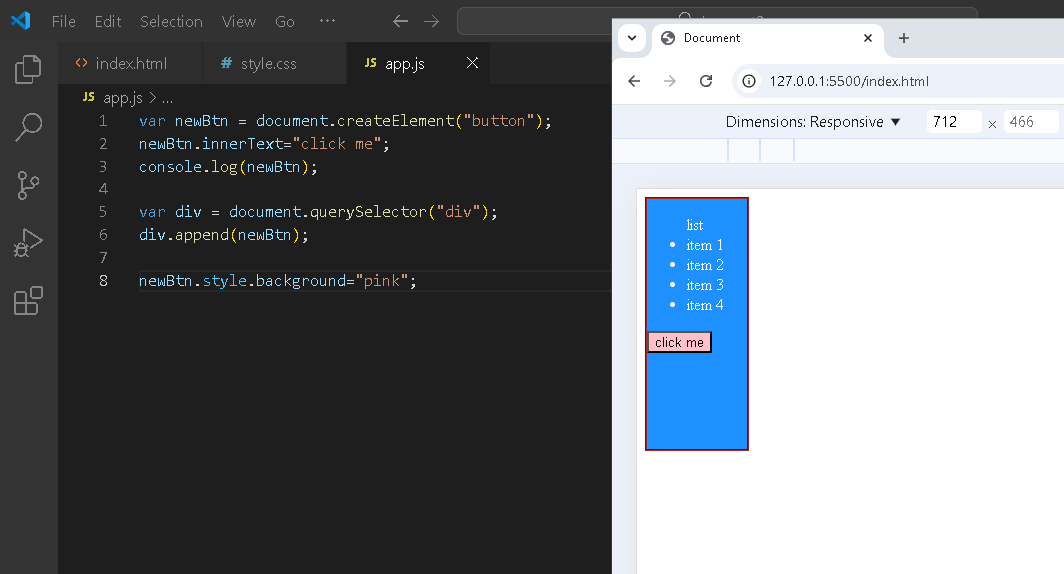 File Edit Selection View Go ...
index.html # style.css JS app.js
JS app.js > ...
1 var newBtn = document.createElement("button");
2 newBtn.innerText="click me";
3 console.log(newBtn);
4
5 var div = document.querySelector("div");
6 div.append(newBtn);
7
8 newBtn.style.background="pink";
Document
127.0.0.1:5500/index.html
Dimensions: Responsive ▼ 712 × 466
list
• item 1
• item 2
• item 3
• item 4
click me